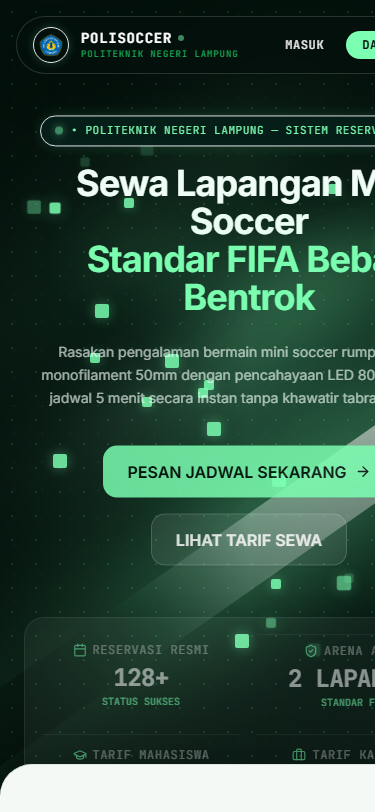 POLISOCCER
POLITEKNIK NEGERI LAMPUNG
MASUK
DA
• POLITEKNIK NEGERI LAMPUNG — SISTEM RESERV
Sewa Lapangan M
Soccer
Standar FIFA Beba
Bentrok
Rasakan pengalaman bermain mini soccer rump
monofilament 50mm dengan pencahayaan LED 80
jadwal 5 menit secara instan tanpa khawatir tabra
PESAN JADWAL SEKARANG →
LIHAT TARIF SEWA
RESERVASI RESMI
128+
STATUS SUKSES
ARENA A
2 LAPA
STANDAR F
TARIF MAHASISWA
TARIF KA